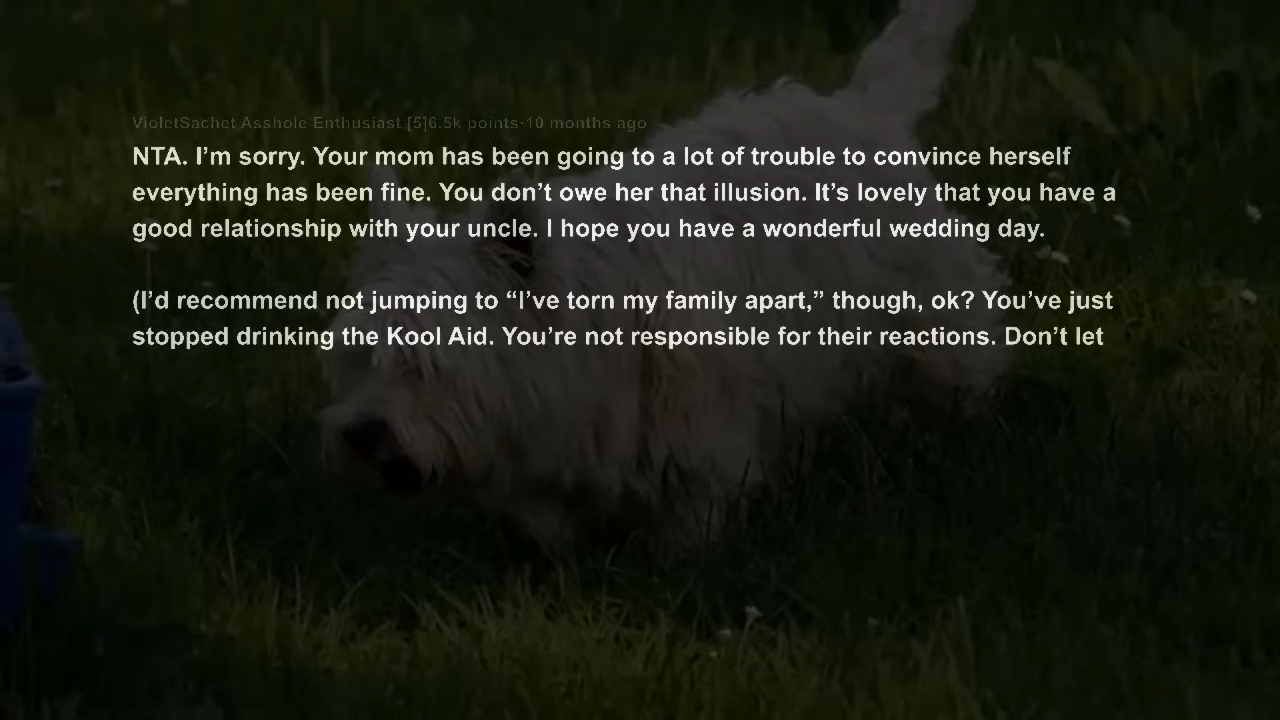 VioletSachet Asshole Enthusiast [5]6.5k points·10 months ago
NTA. I’m sorry. Your mom has been going to a lot of trouble to convince herself
everything has been fine. You don’t owe her that illusion. It’s lovely that you have a
good relationship with your uncle. I hope you have a wonderful wedding day.
(I’d recommend not jumping to “I’ve torn my family apart,” though, ok? You’ve just
stopped drinking the Kool Aid. You’re not responsible for their reactions. Don’t let